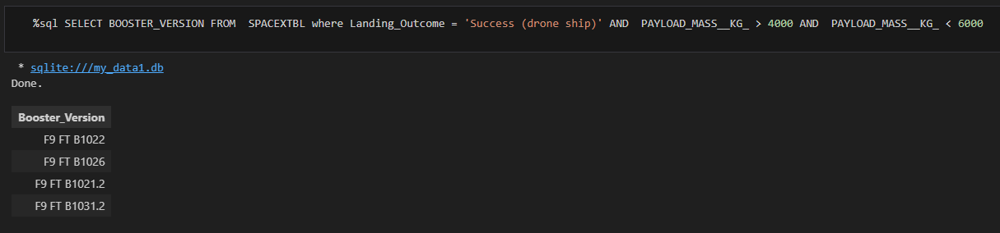 %sql SELECT BOOSTER_VERSION FROM  SPACEXTBL where Landing_Outcome = 'Success (drone ship)' AND  PAYLOAD_MASS__KG_ > 4000 AND  PAYLOAD_MASS__KG_ < 6000
* sqlite:///my_data1.db
Done.
Booster_Version
F9 FT B1022
F9 FT B1026
F9 FT B1021.2
F9 FT B1031.2